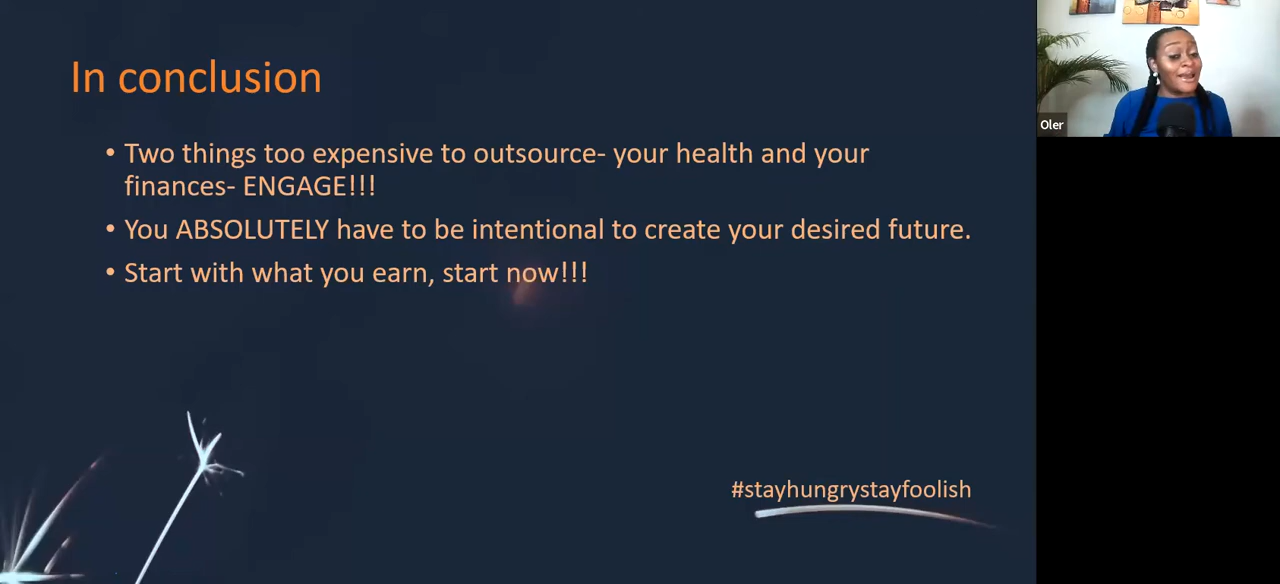 In conclusion
• Two things too expensive to outsource- your health and your
finances- ENGAGE!!!
• You ABSOLUTELY have to be intentional to create your desired future.
• Start with what you earn, start now!!!
#stayhungrystayfoolish
Oler